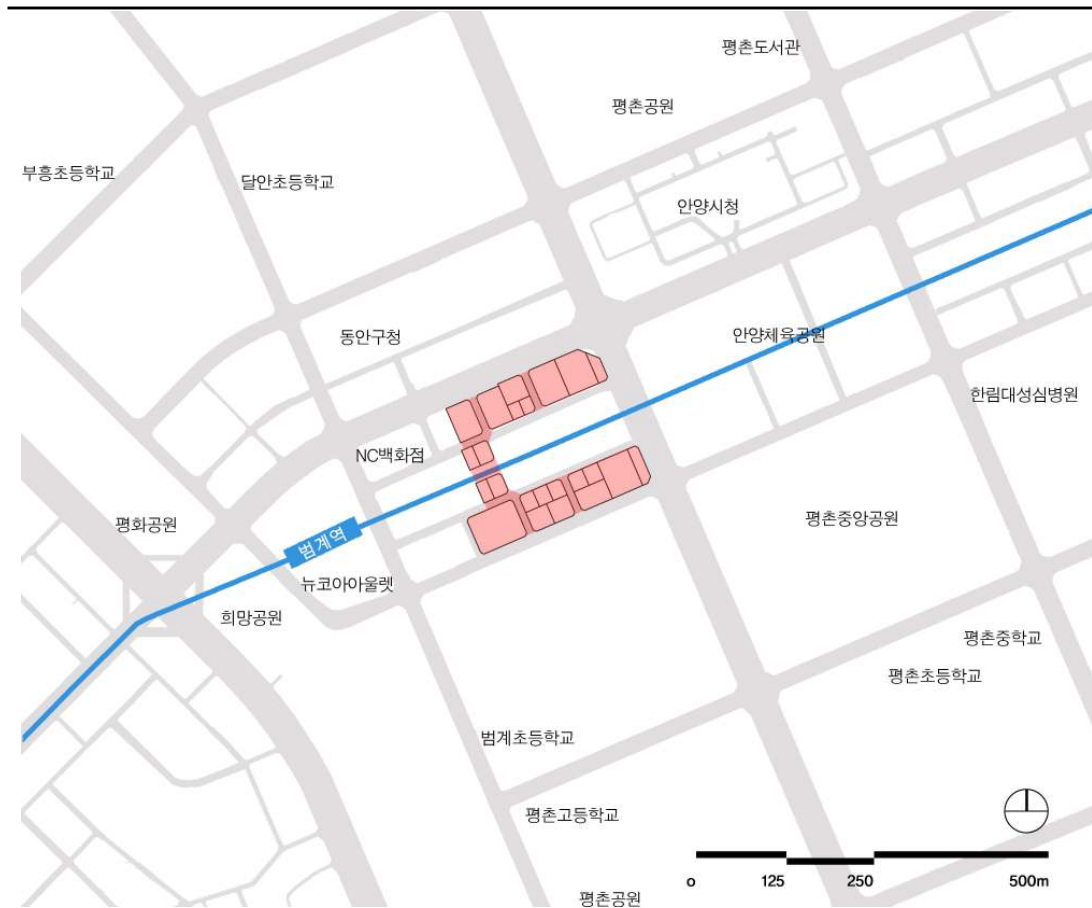 평촌도서관
평촌공원
부흥초등학교
달안초등학교
안양시청
동안구청
안양체육공원
한림대성심병원
NC백화점
평촌중앙공원
평화공원
범계역
뉴코아아울렛
희망공원
평촌중학교
평촌초등학교
범계초등학교
평촌고등학교
평촌공원
o 125 250 500m